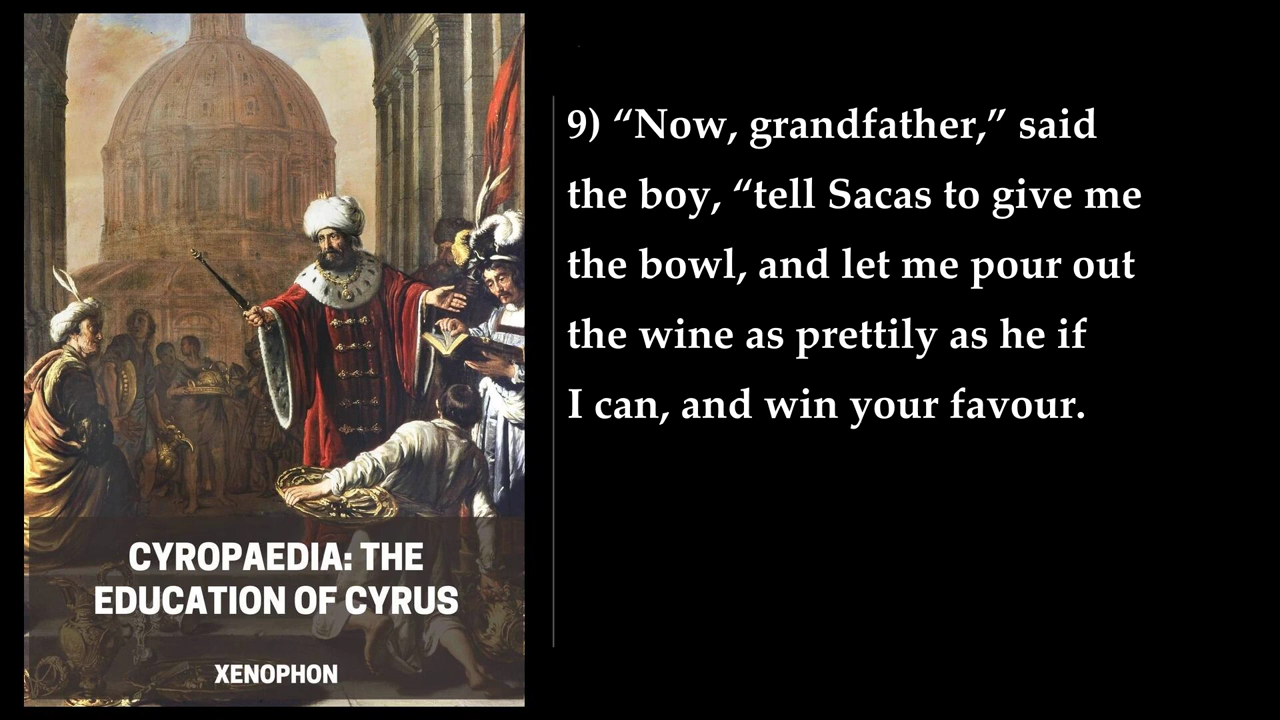 CYROPAEDIA: THE
EDUCATION OF CYRUS
XENOPHON
9) “Now, grandfather,” said
the boy, “tell Sacas to give me
the bowl, and let me pour out
the wine as prettily as he if
I can, and win your favour.